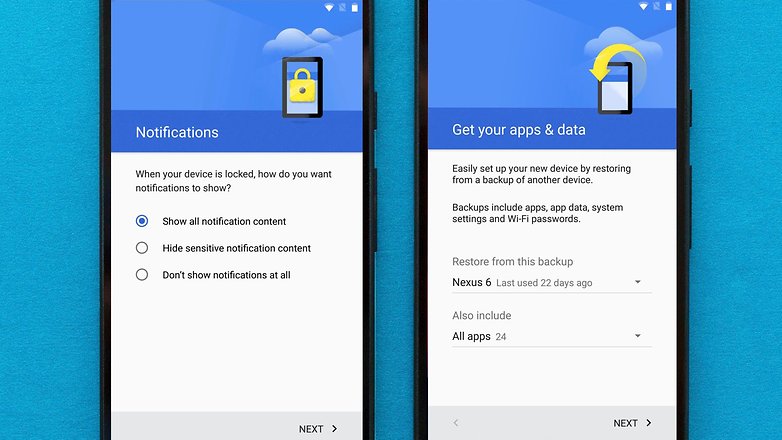 Notifications
When your device is locked, how do you want
notifications to show?
Show all notification content
Hide sensitive notification content
Don't show notifications at all
NEXT
Get your apps & data
Easily set up your new device by restoring
from a backup of another device.
Backups include apps, app data, system
settings and Wi-Fi passwords.
Restore from this backup
Nexus 6 Last used 22 days ago
Also include
All apps 24
NEXT